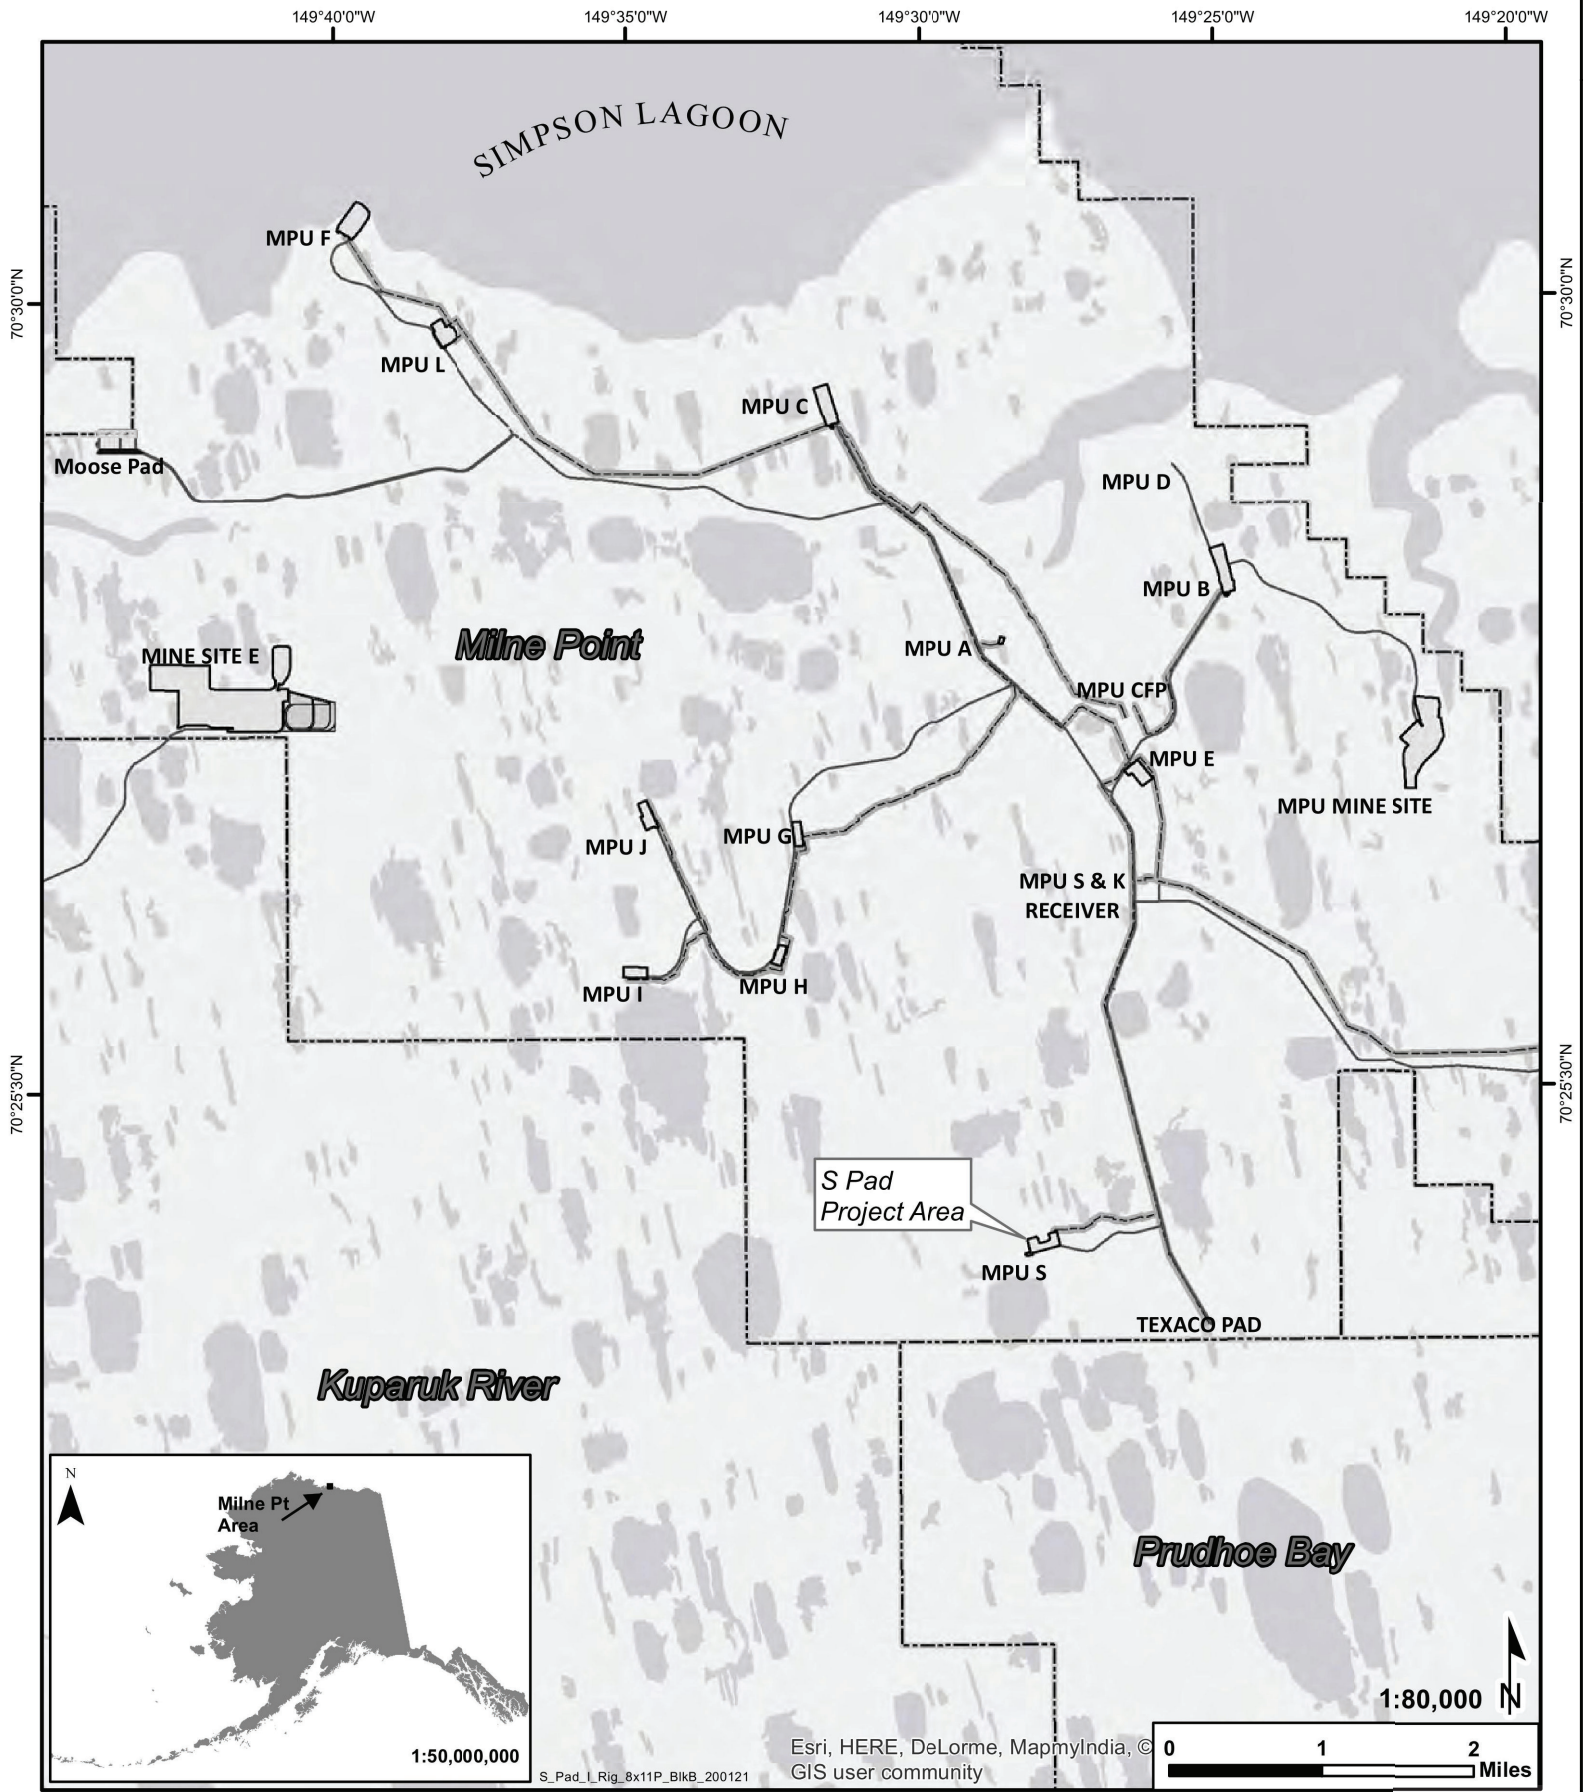 149°40'0"W
149°35'0"W
149°30'0"W
149°25'0"W
149°20'0"W
SIMPSON LAGOON
MPU F
70°30'0"N
70°30'0"N
MPU L
MPU C
Moose Pad
MPU D
MPU B
Milne Point
MPU A
MINE SITE E
MPU CFP
MPU E
MPU MINE SITE
MPU J
MPU G
MPU S & K
RECEIVER
MPU I
MPU H
70°25'30"N
70°25'30"N
S Pad
Project Area
MPU S
TEXACO PAD
Kuparuk River
Prudhoe Bay
N
Milne Pt
Area
1:50,000,000
S_Pad_I_Rig_8x11P_BlkB_200121
Esri, HERE, DeLorme, MapmyIndia, ©
GIS user community
1:80,000
N
0 1 2
Miles